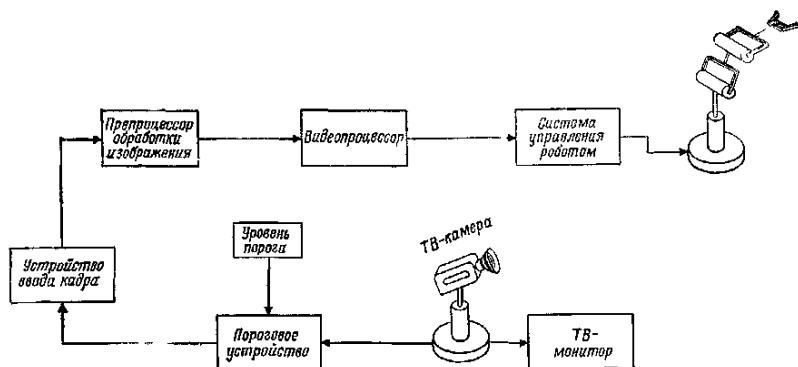 Препроцессор
обработки
изображения
Видеопроцессор
Система
управления
роботом
Уровень
порога
ТВ-камера
Устройство
ввода кадра
Пороговое
устройство
ТВ-
монитор